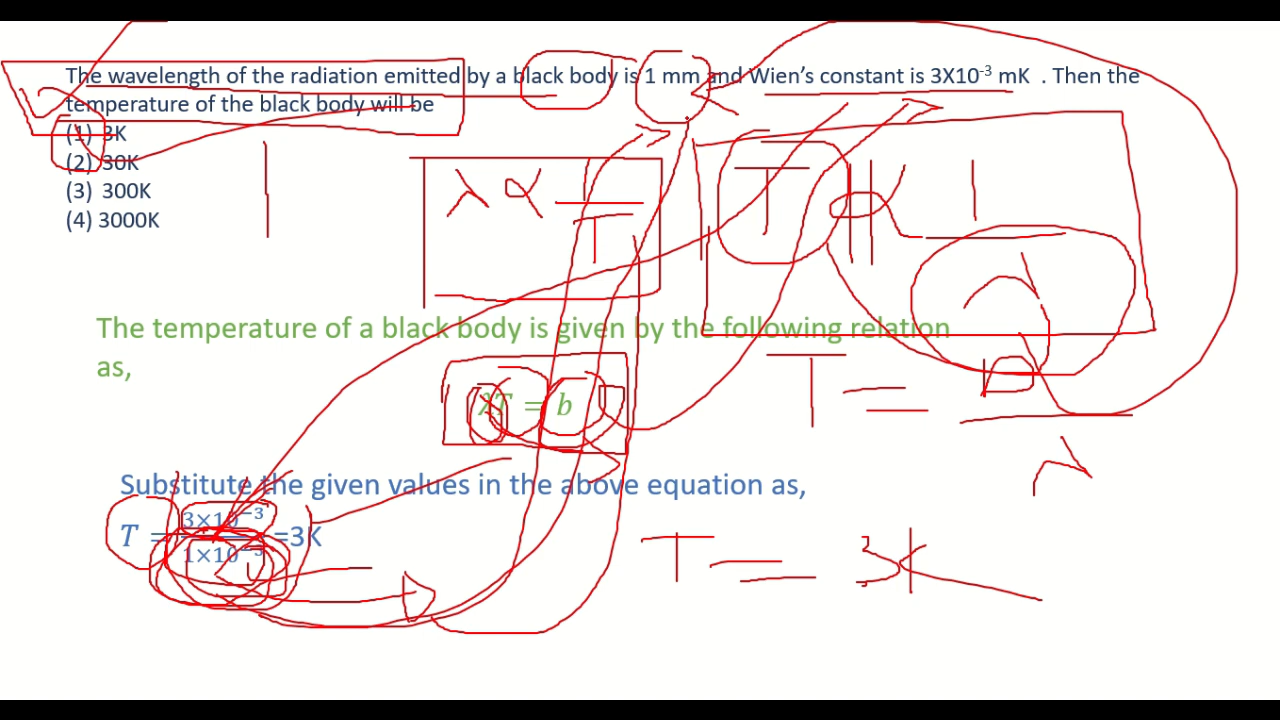 The wavelength of the radiation emitted by a black body is 1 mm and Wien's constant is 3X10⁻³ mK . Then the
temperature of the black body will be
(1) 3K
(2) 30K
(3) 300K
(4) 3000K
λ α 1/T
T α 1/λ
The temperature of a black body is given by the following relation
as,
λT = b
T = b/λ
Substitute the given values in the above equation as,
T = 3×10⁻³/1×10⁻³ =3K
T = 3K